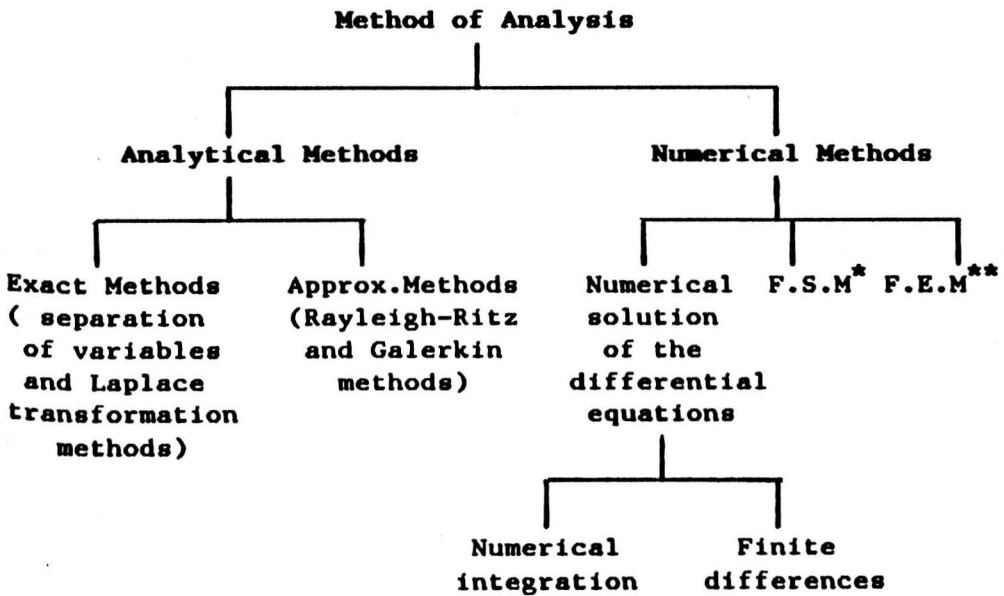 Method of Analysis
Analytical Methods
Numerical Methods
Exact Methods
( separation
of variables
and Laplace
transformation
methods)
Approx.Methods
(Rayleigh-Ritz
and Galerkin
methods)
Numerical
solution
of the
differential
equations
F.S.M*
F.E.M**
Numerical
integration
Finite
differences